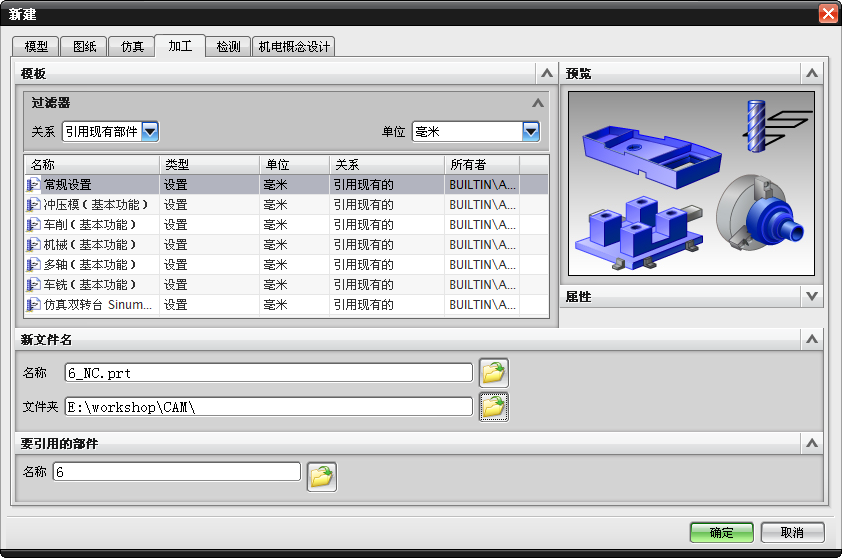 新建
模型 图纸 仿真 加工 检测 机电概念设计
模板
过滤器
关系 引用现有部件 单位 毫米
名称 类型 单位 关系 所有者
常规设置 设置 毫米 引用现有的 BUILTIN\A...
冲压模（基本功能） 设置 毫米 引用现有的 BUILTIN\A...
车削（基本功能） 设置 毫米 引用现有的 BUILTIN\A...
机械（基本功能） 设置 毫米 引用现有的 BUILTIN\A...
多轴（基本功能） 设置 毫米 引用现有的 BUILTIN\A...
车铣（基本功能） 设置 毫米 引用现有的 BUILTIN\A...
仿真双转台 Sinum... 设置 毫米 引用现有的 BUILTIN\A...
预览
属性
新文件名
名称 6_NC.prt
文件夹 E:\workshop\CAM\
要引用的部件
名称 6
确定 取消